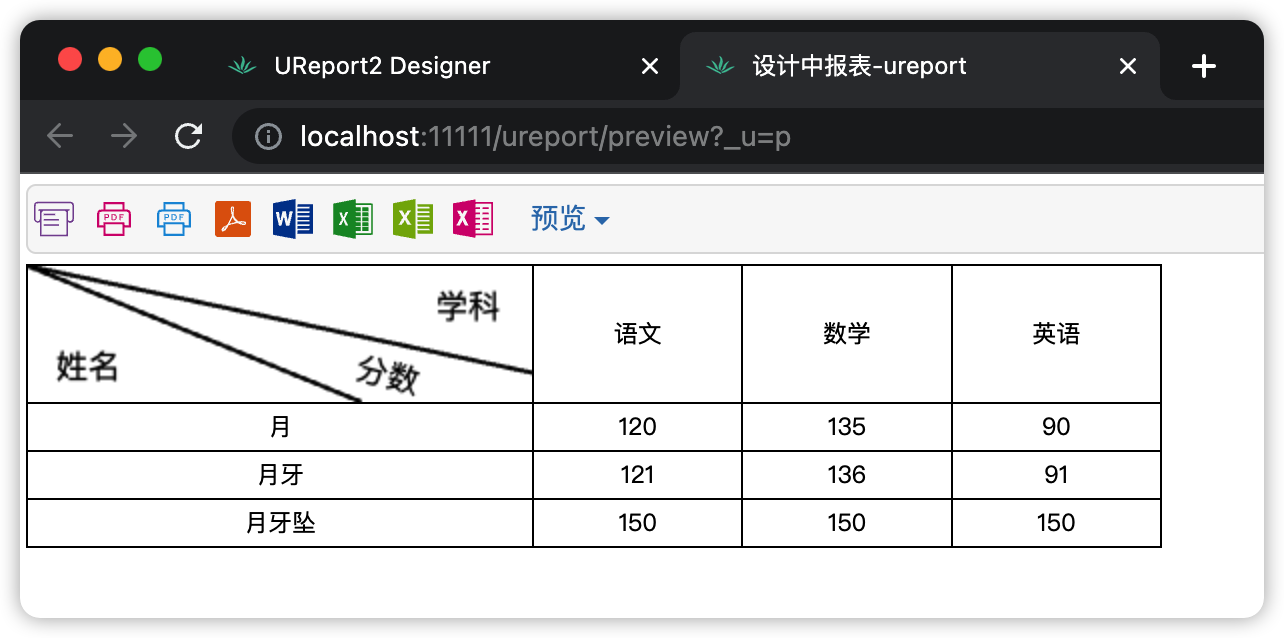 UReport2 Designer 设计中报表-ureport
localhost:11111/ureport/preview?_u=p
PDF PDF W X X X 预览
学科
姓名 分数 语文 数学 英语
月 120 135 90
月牙 121 136 91
月牙坠 150 150 150